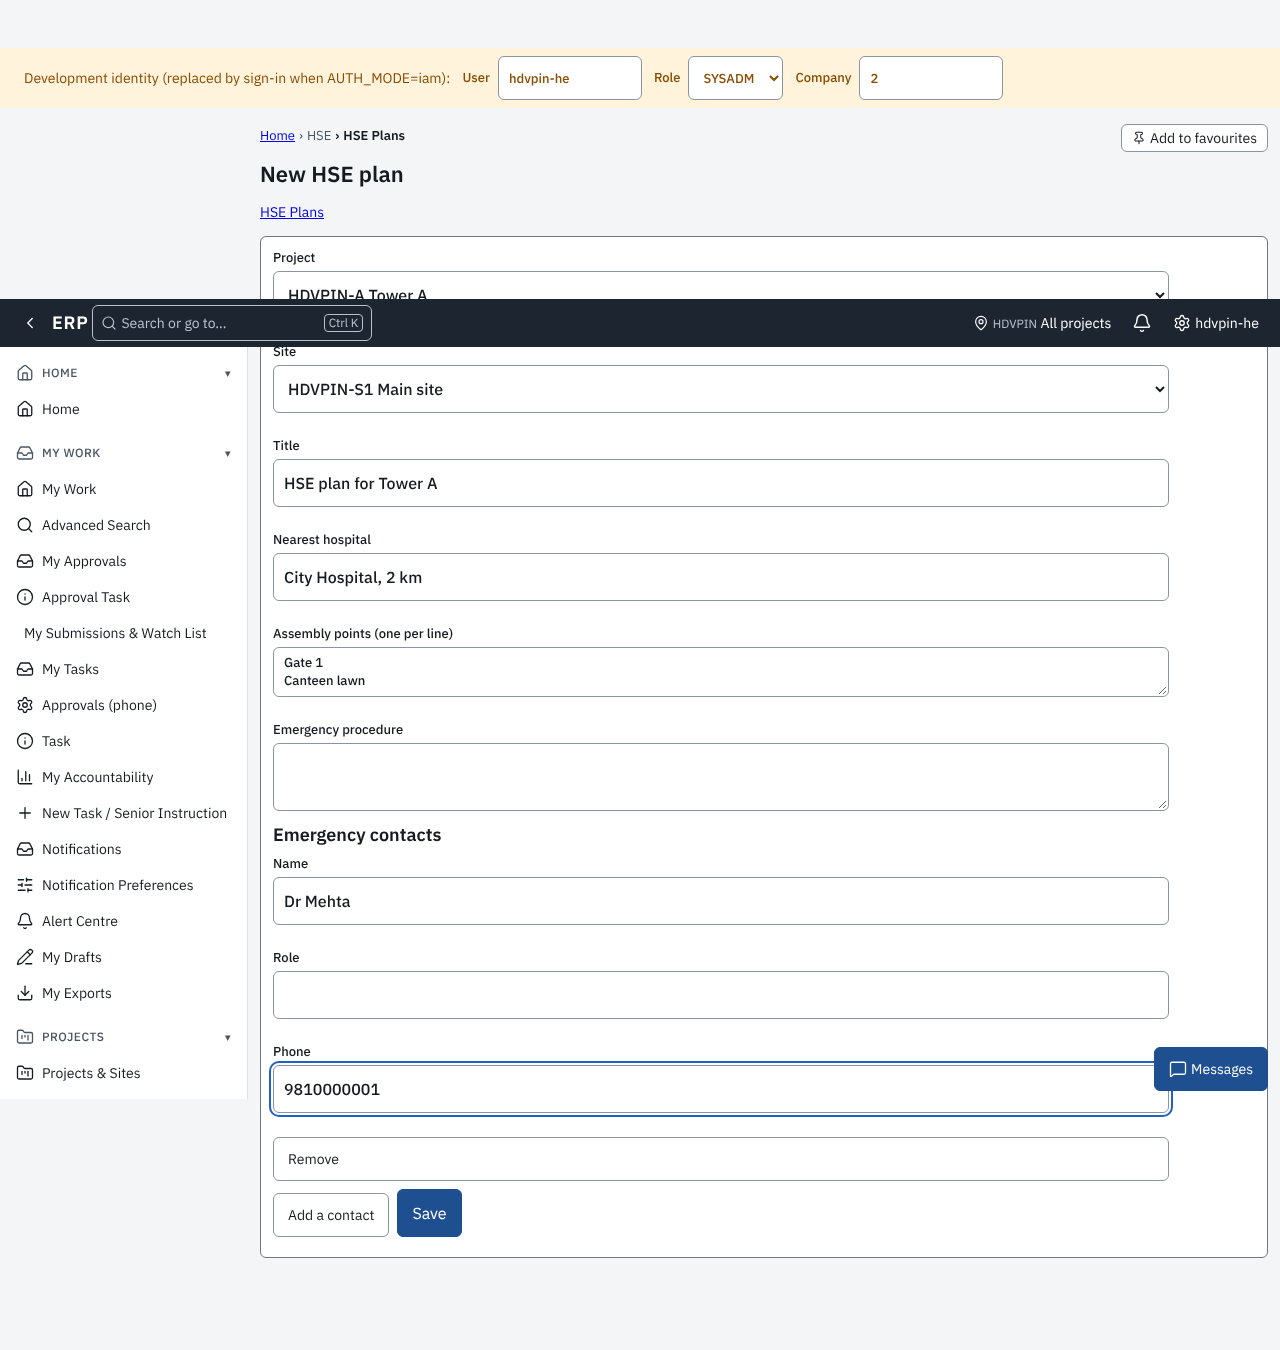 Development identity (replaced by sign-in when AUTH_MODE=iam): User hdvpin-he Role SYSADM Company 2
Home › HSE › HSE Plans
Add to favourites
New HSE plan
HSE Plans
Project
HDVPIN-A Tower A
ERP Search or go to... Ctrl K HDVPIN All projects hdvpin-he
Site
HDVPIN-S1 Main site
Title
HSE plan for Tower A
Nearest hospital
City Hospital, 2 km
Assembly points (one per line)
Gate 1
Canteen lawn
Emergency procedure
Emergency contacts
Name
Dr Mehta
Role
Phone
9810000001
Remove
Add a contact
Save
HOME
Home
MY WORK
My Work
Advanced Search
My Approvals
Approval Task
My Submissions & Watch List
My Tasks
Approvals (phone)
Task
My Accountability
New Task / Senior Instruction
Notifications
Notification Preferences
Alert Centre
My Drafts
My Exports
PROJECTS
Projects & Sites
Messages